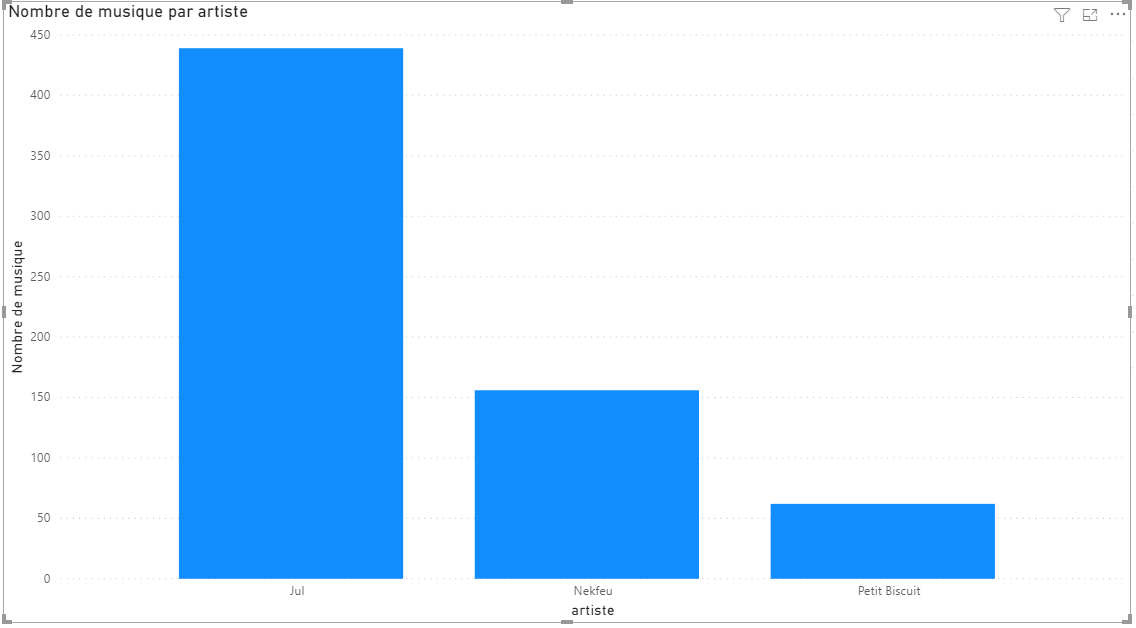 Nombre de musique par artiste
450
400
350
300
250
200
150
100
50
0
Nombre de musique
Jul
Nekfeu
Petit Biscuit
artiste